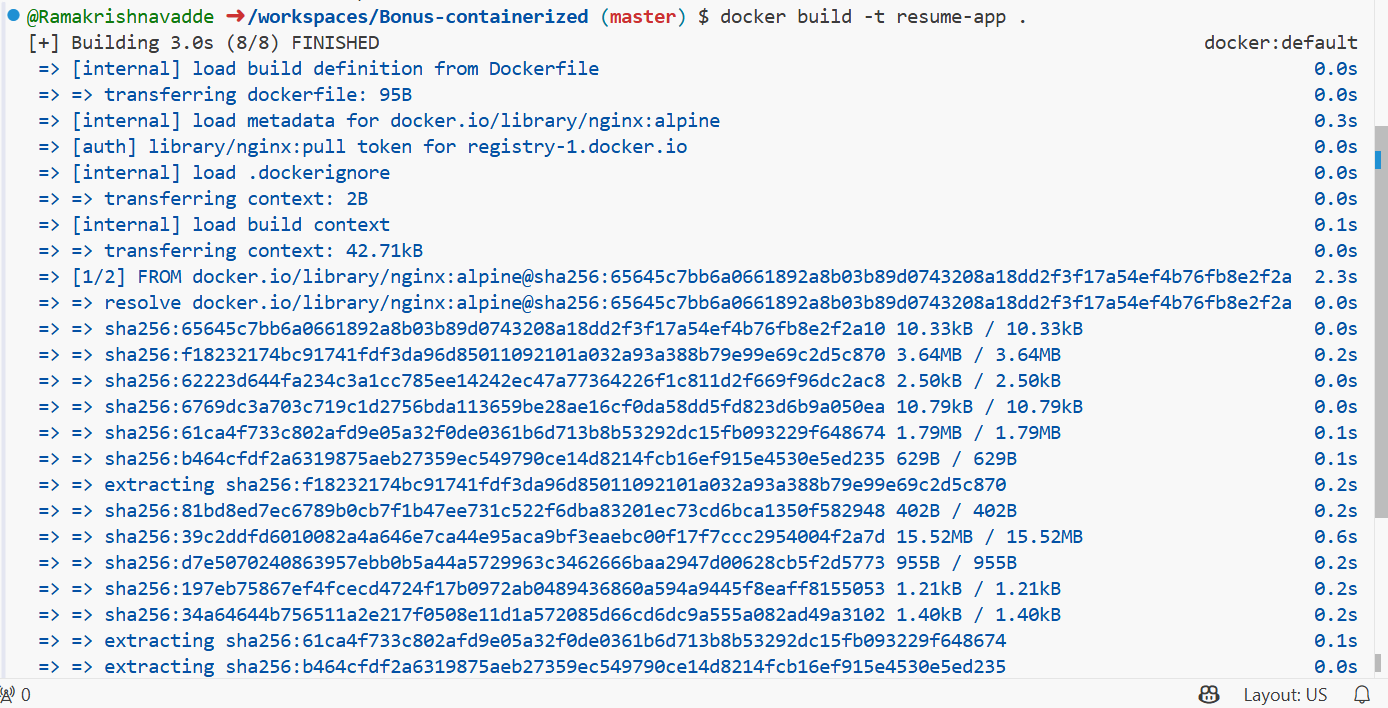 @Ramakrishnavadde ➜/workspaces/Bonus-containerized (master) $ docker build -t resume-app .
[+] Building 3.0s (8/8) FINISHED docker:default
=> [internal] load build definition from Dockerfile 0.0s
=> => transferring dockerfile: 95B 0.0s
=> [internal] load metadata for docker.io/library/nginx:alpine 0.3s
=> [auth] library/nginx:pull token for registry-1.docker.io 0.0s
=> [internal] load .dockerignore 0.0s
=> => transferring context: 2B 0.0s
=> [internal] load build context 0.1s
=> => transferring context: 42.71kB 0.0s
=> [1/2] FROM docker.io/library/nginx:alpine@sha256:65645c7bb6a0661892a8b03b89d0743208a18dd2f3f17a54ef4b76fb8e2f2a 2.3s
=> => resolve docker.io/library/nginx:alpine@sha256:65645c7bb6a0661892a8b03b89d0743208a18dd2f3f17a54ef4b76fb8e2f2a 0.0s
=> => sha256:65645c7bb6a0661892a8b03b89d0743208a18dd2f3f17a54ef4b76fb8e2f2a10 10.33kB / 10.33kB 0.0s
=> => sha256:f18232174bc91741fdf3da96d85011092101a032a93a388b79e99e69c2d5c870 3.64MB / 3.64MB 0.2s
=> => sha256:62223d644fa234c3a1cc785ee14242ec47a77364226f1c811d2f669f96dc2ac8 2.50kB / 2.50kB 0.0s
=> => sha256:6769dc3a703c719c1d2756bda113659be28ae16cf0da58dd5fd823d6b9a050ea 10.79kB / 10.79kB 0.0s
=> => sha256:61ca4f733c802afd9e05a32f0de0361b6d713b8b53292dc15fb093229f648674 1.79MB / 1.79MB 0.1s
=> => sha256:b464cfdf2a6319875aeb27359ec549790ce14d8214fcb16ef915e4530e5ed235 629B / 629B 0.1s
=> => extracting sha256:f18232174bc91741fdf3da96d85011092101a032a93a388b79e99e69c2d5c870 0.2s
=> => sha256:81bd8ed7ec6789b0cb7f1b47ee731c522f6dba83201ec73cd6bca1350f582948 402B / 402B 0.2s
=> => sha256:39c2ddfd6010082a4a646e7ca44e95aca9bf3eaebc00f17f7ccc2954004f2a7d 15.52MB / 15.52MB 0.6s
=> => sha256:d7e5070240863957ebb0b5a44a5729963c3462666baa2947d00628cb5f2d5773 955B / 955B 0.2s
=> => sha256:197eb75867ef4fcecd4724f17b0972ab0489436860a594a9445f8eaff8155053 1.21kB / 1.21kB 0.2s
=> => sha256:34a64644b756511a2e217f0508e11d1a572085d66cd6dc9a555a082ad49a3102 1.40kB / 1.40kB 0.2s
=> => extracting sha256:61ca4f733c802afd9e05a32f0de0361b6d713b8b53292dc15fb093229f648674 0.1s
=> => extracting sha256:b464cfdf2a6319875aeb27359ec549790ce14d8214fcb16ef915e4530e5ed235 0.0s
0 Layout: US